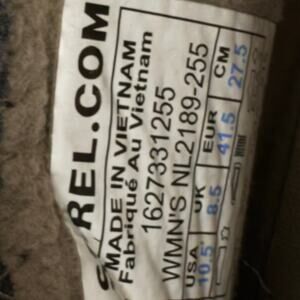 REL.COM
MADE IN VIETNAM
Fabriqué Au Vietnam
1627331255
WMN'S NL2189-255
USA UK EUR CM
10.5 8.5 41.5 27.5